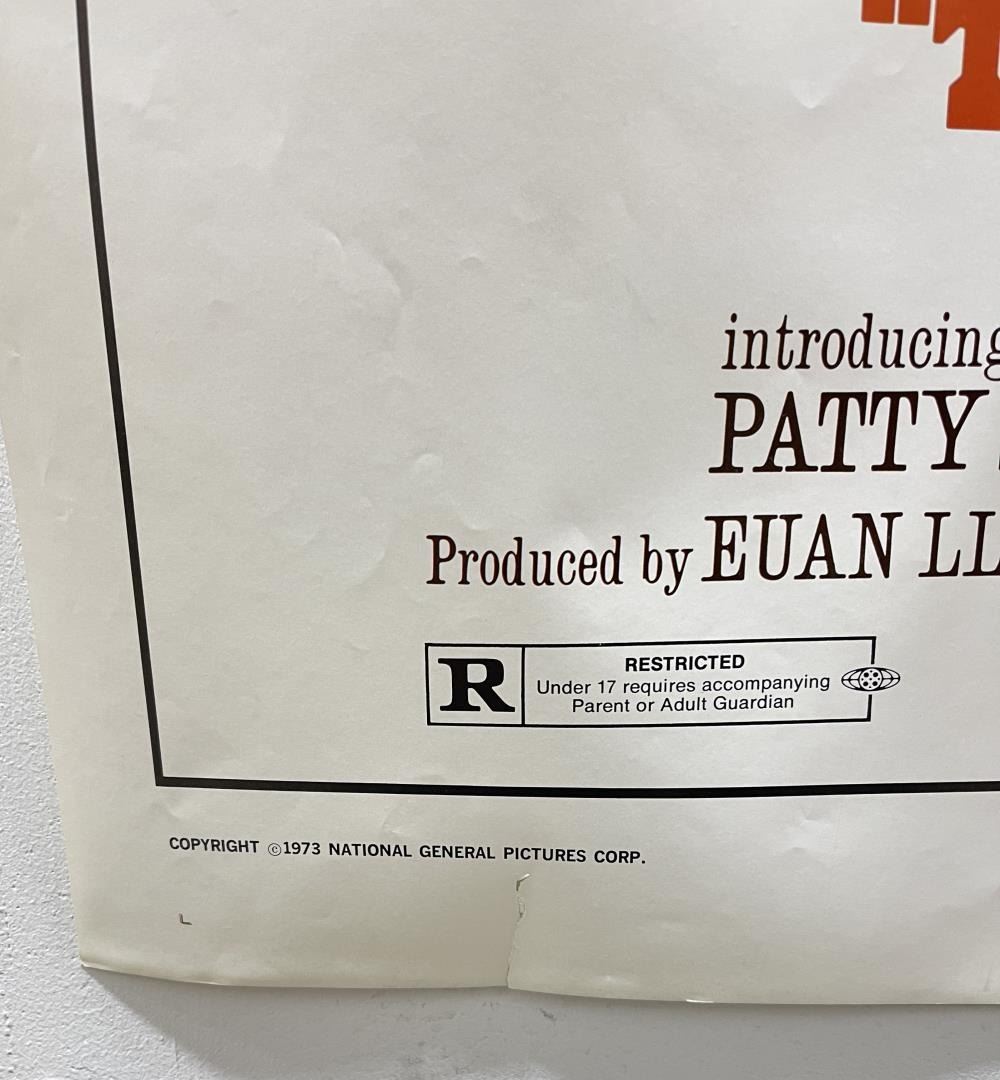 introducing
PATTY
Produced by EUAN LL
R
RESTRICTED
Under 17 requires accompanying
Parent or Adult Guardian
COPYRIGHT ©1973 NATIONAL GENERAL PICTURES CORP.